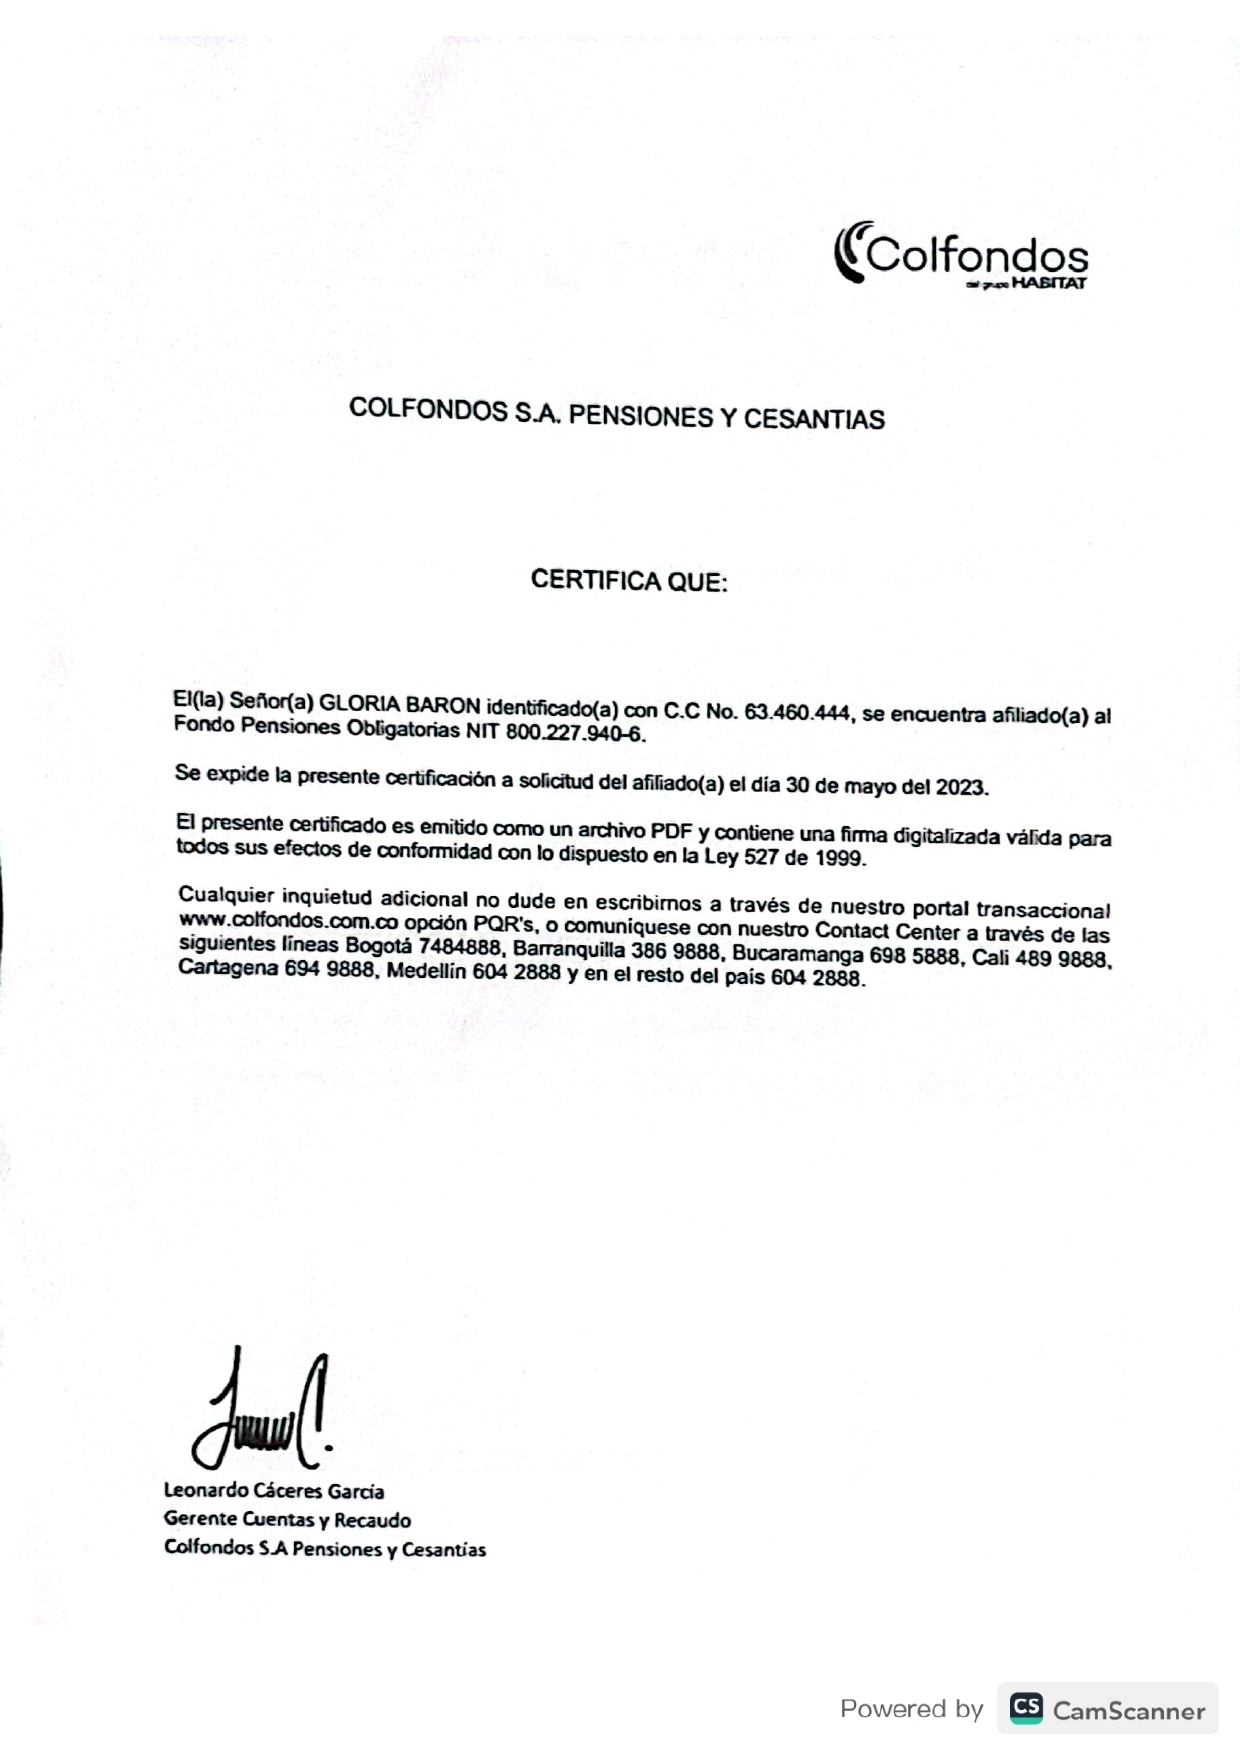 Colfondos
del grupo HABITAT
COLFONDOS S.A. PENSIONES Y CESANTIAS
CERTIFICA QUE:
El(la) Señor(a) GLORIA BARON identificado(a) con C.C No. 63.460.444, se encuentra afiliado(a) al
Fondo Pensiones Obligatorias NIT 800.227.940-6.
Se expide la presente certificación a solicitud del afiliado(a) el día 30 de mayo del 2023.
El presente certificado es emitido como un archivo PDF y contiene una firma digitalizada válida para
todos sus efectos de conformidad con lo dispuesto en la Ley 527 de 1999.
Cualquier inquietud adicional no dude en escribirnos a través de nuestro portal transaccional
www.colfondos.com.co opción PQR's, o comuníquese con nuestro Contact Center a través de las
siguientes líneas Bogotá 7484888, Barranquilla 386 9888, Bucaramanga 698 5888, Cali 489 9888,
Cartagena 694 9888, Medellín 604 2888 y en el resto del país 604 2888.
Leonardo Cáceres García
Gerente Cuentas y Recaudo
Colfondos S.A Pensiones y Cesantías
Powered by CS CamScanner